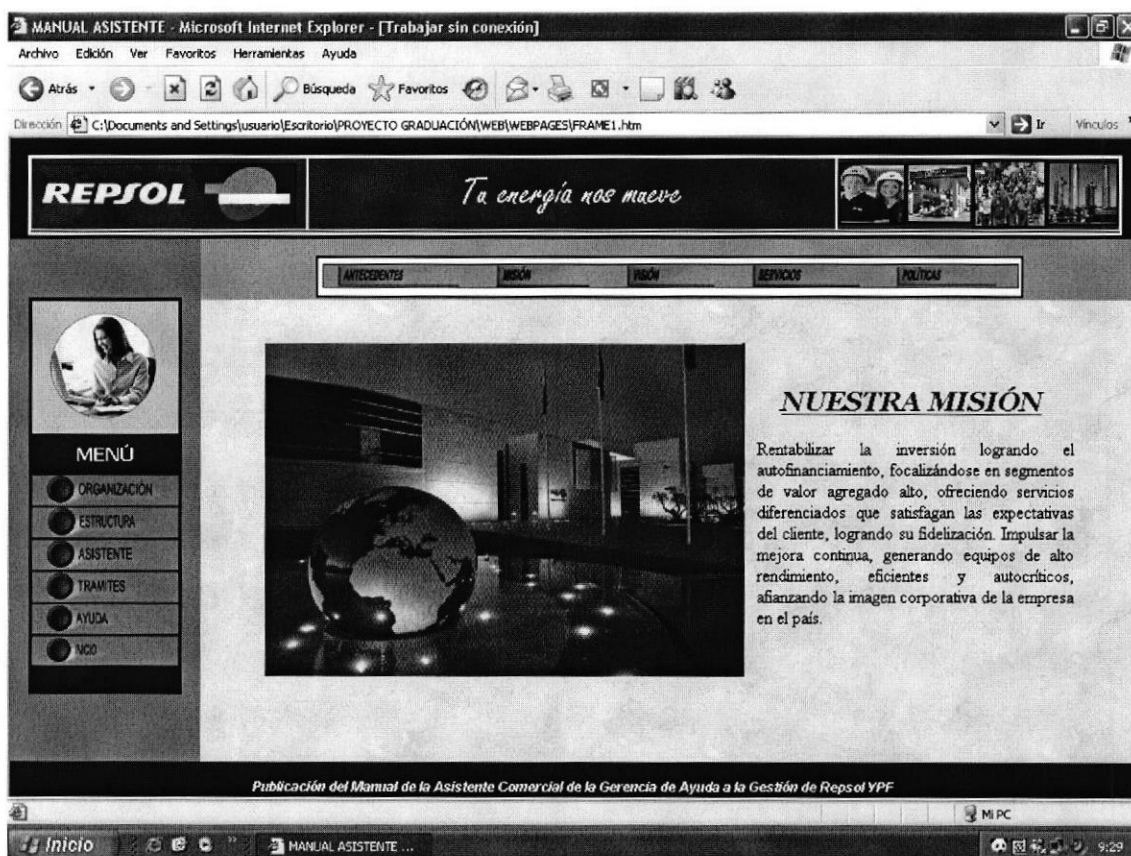 MANUAL ASISTENTE - Microsoft Internet Explorer - [Trabajar sin conexión]
Archivo Edición Ver Favoritos Herramientas Ayuda
Atrás Búsqueda Favoritos
Dirección C:\Documents and Settings\usuario\Escritorio\PROYECTO GRADUACIÓN\WEB\WEBPAGES\FRAME1.htm Ir Vínculos
REPSOL Tu energía nos mueve
ANTECEDENTES MISIÓN VISIÓN SERVICIOS POLÍTICAS
MENÚ
ORGANIZACIÓN
ESTRUCTURA
ASISTENTE
TRAMITES
AYUDA
INICIO
NUESTRA MISIÓN
Rentabilizar la inversión logrando el
autofinanciamiento, focalizándose en segmentos
de valor agregado alto, ofreciendo servicios
diferenciados que satisfagan las expectativas
del cliente, logrando su fidelización. Impulsar la
mejora continua, generando equipos de alto
rendimiento, eficientes y autocríticos,
afianzando la imagen corporativa de la empresa
en el país.
Publicación del Manual de la Asistente Comercial de la Gerencia de Ayuda a la Gestión de Repsol YPF
Mi PC
Inicio MANUAL ASISTENTE ... 9:29